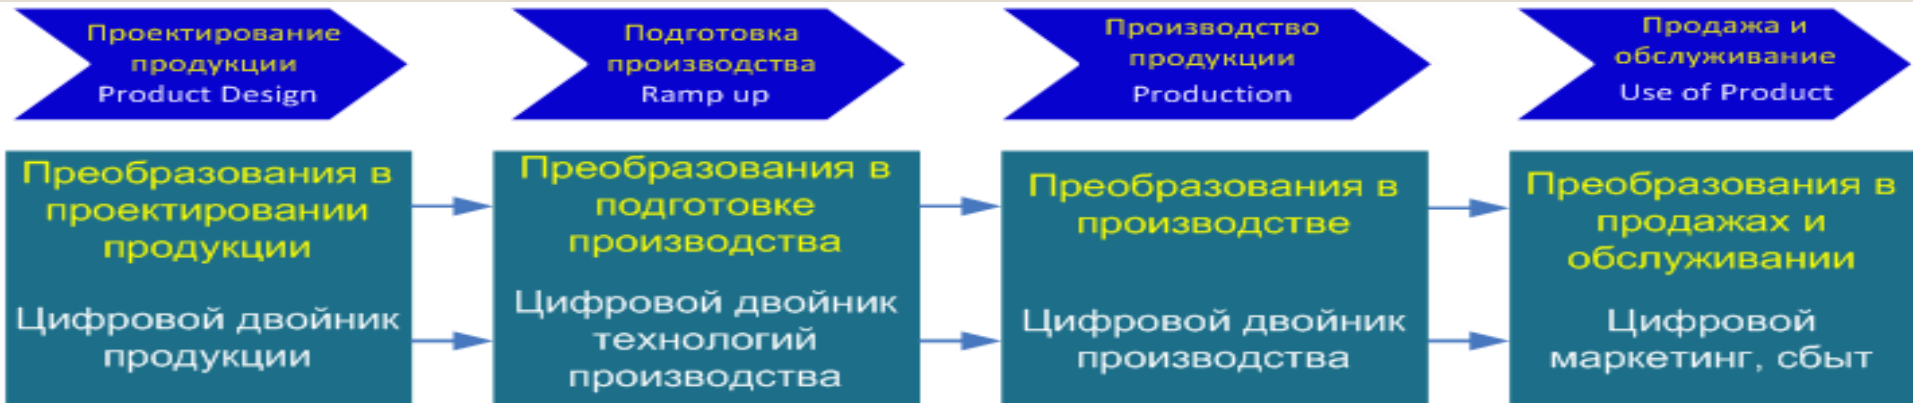 Проектирование
продукции
Product Design
Подготовка
производства
Ramp up
Производство
продукции
Production
Продажа и
обслуживание
Use of Product
Преобразования в
проектировании
продукции
Цифровой двойник
продукции
Преобразования в
подготовке
производства
Цифровой двойник
технологий
производства
Преобразования в
производстве
Цифровой двойник
производства
Преобразования в
продажах и
обслуживании
Цифровой
маркетинг, сбыт